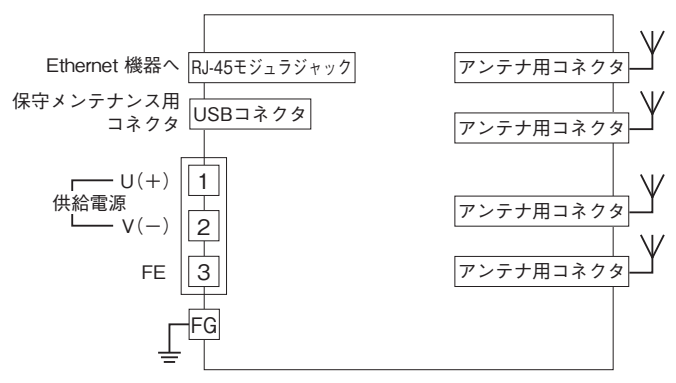 Ethernet 機器へ
RJ-45モジュラジャック
保守メンテナンス用
コネクタ
USBコネクタ
U(+)
供給電源
V(−)
FE
1
2
3
FG
アンテナ用コネクタ
アンテナ用コネクタ
アンテナ用コネクタ
アンテナ用コネクタ